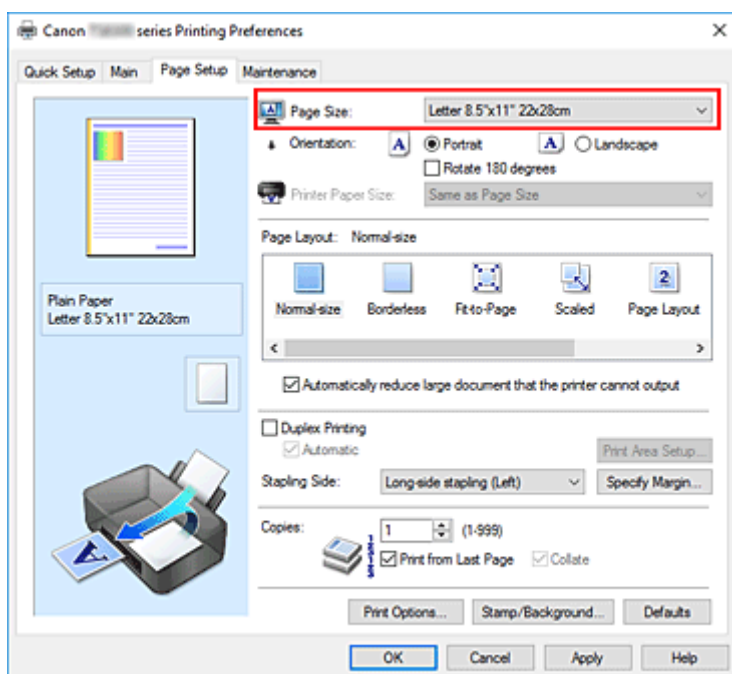 Canon series Printing Preferences
Quick Setup Main Page Setup Maintenance
Page Size: Letter 8.5"x11" 22x28cm
Orientation: A Portrait A Landscape
Rotate 180 degrees
Printer Paper Size: Same as Page Size
Page Layout: Normal-size
2
Normal-size Borderless Fit-to-Page Scaled Page Layout
Automatically reduce large document that the printer cannot output
Plain Paper
Letter 8.5"x11" 22x28cm
Duplex Printing
Automatic
Print Area Setup...
Stapling Side: Long-side stapling (Left) Specify Margin...
A
Copies: 1 (1-999)
Print from Last Page Collate
Print Options... Stamp/Background... Defaults
OK Cancel Apply Help